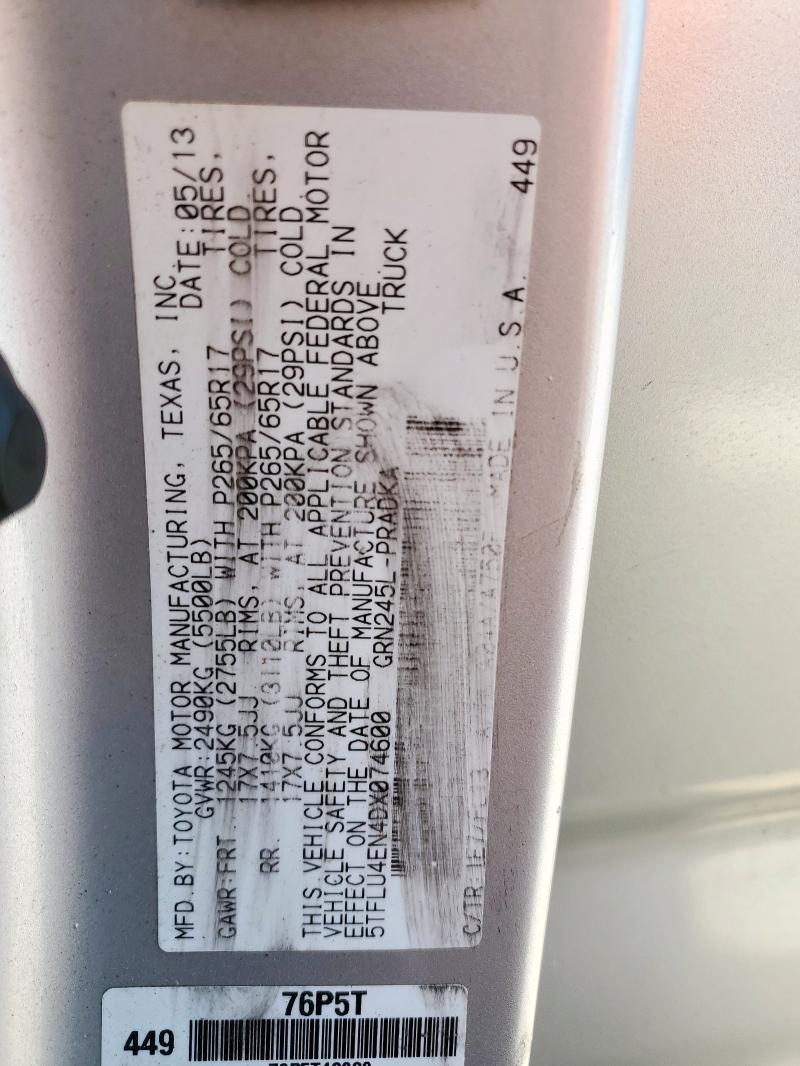 MFD.BY:TOYOTA MOTOR MANUFACTURING, TEXAS, INC.
GVWR:2490KG (5500LB) DATE:05/13
GAWR:FRT. 1245KG (2755LB) WITH P265/65R17 TIRES,
17X7.5JJ RIMS, AT 200KPA (29PSI) COLD
RR. 1410KG (3110LB) WITH P265/65R17 TIRES,
17X7.5JJ RIMS, AT 200KPA (29PSI) COLD
THIS VEHICLE CONFORMS TO ALL APPLICABLE FEDERAL MOTOR
VEHICLE SAFETY AND THEFT PREVENTION STANDARDS IN
EFFECT ON THE DATE OF MANUFACTURE SHOWN ABOVE.
5TFLU4EN4DX074600 GRN245L-PRADKA TRUCK
C/TR MADE IN U.S.A. 449
76P5T
449